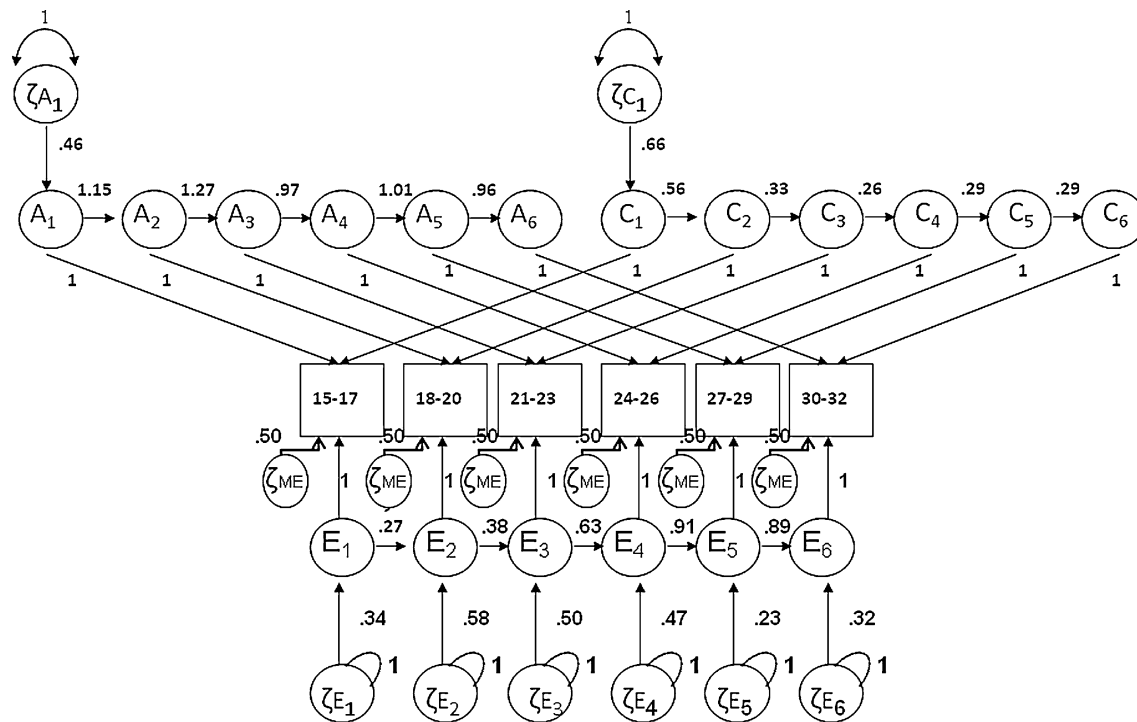 1 1
ζA1 ζC1
.46 .66
1.15 1.27 .97 1.01 .96 .56 .33 .26 .29 .29
A1 A2 A3 A4 A5 A6 C1 C2 C3 C4 C5 C6
1 1 1 1 1 1 1 1 1 1 1 1
15-17 18-20 21-23 24-26 27-29 30-32
.50 .50 .50 .50 .50 .50
ζME ζME ζME ζME ζME ζME
1 1 1 1 1 1
.27 .38 .63 .91 .89
E1 E2 E3 E4 E5 E6
.34 .58 .50 .47 .23 .32
1 1 1 1 1 1
ζE1 ζE2 ζE3 ζE4 ζE5 ζE6